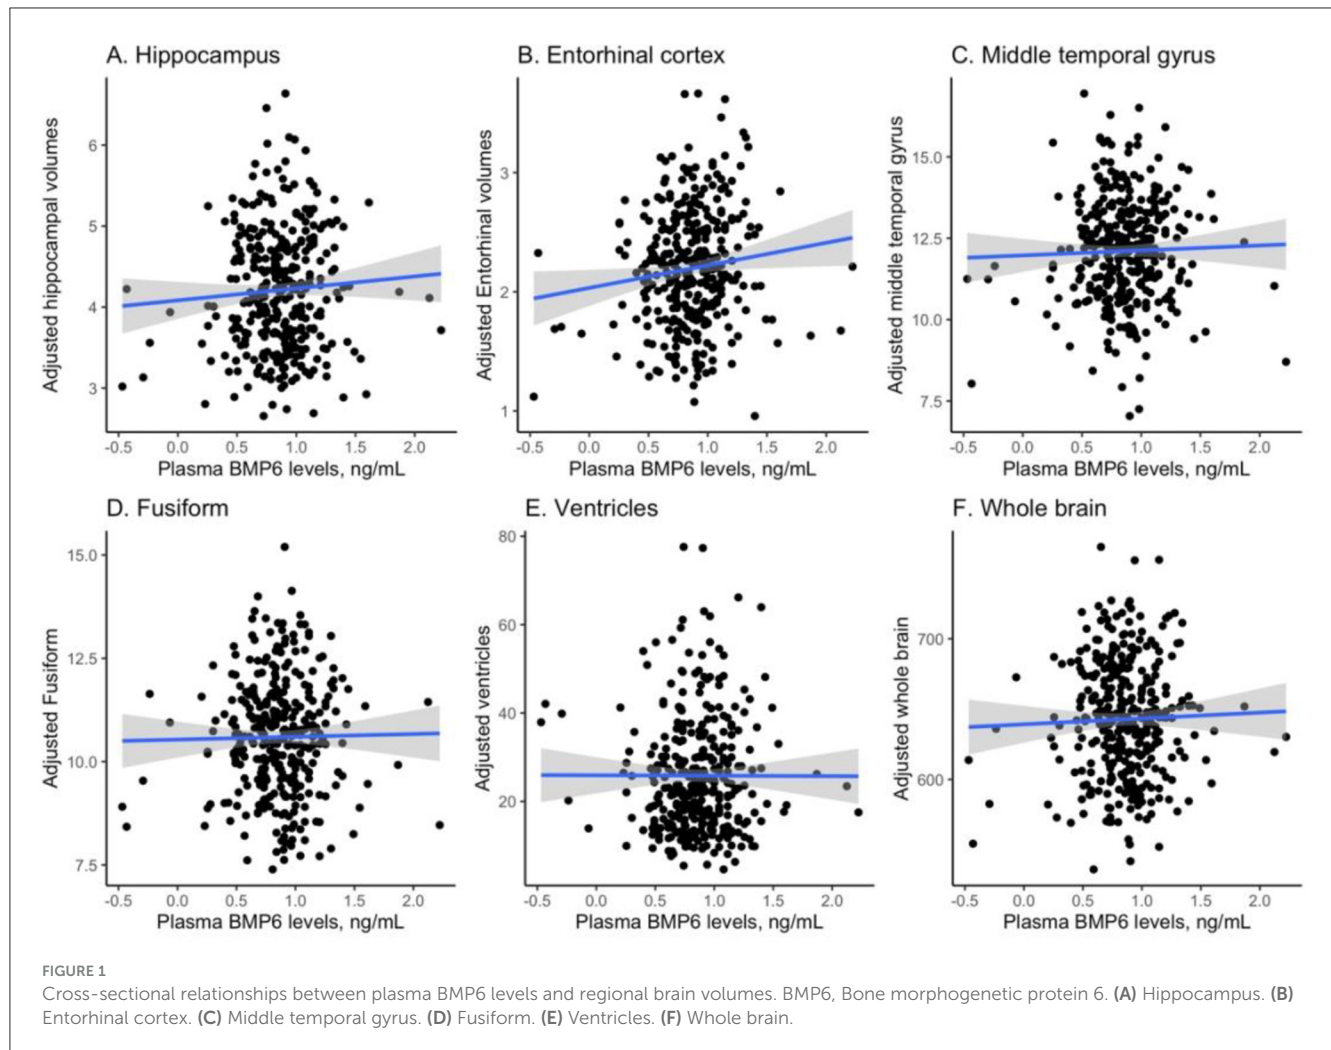 A. Hippocampus
Adjusted hippocampal volumes
6
5
4
3
-0.5 0.0 0.5 1.0 1.5 2.0
Plasma BMP6 levels, ng/mL
B. Entorhinal cortex
Adjusted Entorhinal volumes
3
2
1
-0.5 0.0 0.5 1.0 1.5 2.0
Plasma BMP6 levels, ng/mL
C. Middle temporal gyrus
Adjusted middle temporal gyrus
15.0
12.5
10.0
7.5
-0.5 0.0 0.5 1.0 1.5 2.0
Plasma BMP6 levels, ng/mL
D. Fusiform
Adjusted Fusiform
15.0
12.5
10.0
7.5
-0.5 0.0 0.5 1.0 1.5 2.0
Plasma BMP6 levels, ng/mL
E. Ventricles
Adjusted ventricles
80
60
40
20
-0.5 0.0 0.5 1.0 1.5 2.0
Plasma BMP6 levels, ng/mL
F. Whole brain
Adjusted whole brain
700
600
-0.5 0.0 0.5 1.0 1.5 2.0
Plasma BMP6 levels, ng/mL
FIGURE 1
Cross-sectional relationships between plasma BMP6 levels and regional brain volumes. BMP6, Bone morphogenetic protein 6. (A) Hippocampus. (B)
Entorhinal cortex. (C) Middle temporal gyrus. (D) Fusiform. (E) Ventricles. (F) Whole brain.